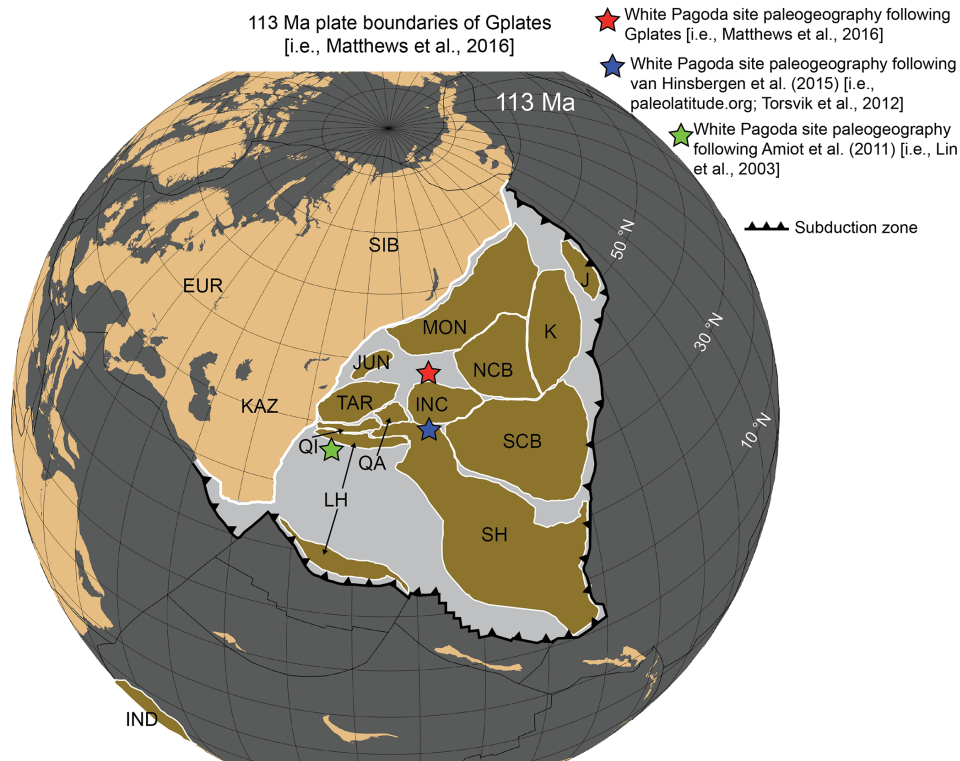 113 Ma plate boundaries of Gplates
[i.e., Matthews et al., 2016]
White Pagoda site paleogeography following
Gplates [i.e., Matthews et al., 2016]
White Pagoda site paleogeography following
van Hinsbergen et al. (2015) [i.e.,
paleolatitude.org; Torsvik et al., 2012]
White Pagoda site paleogeography
following Amiot et al. (2011) [i.e., Lin
et al., 2003]
Subduction zone
113 Ma
50 °N
30 °N
10 °N
SIB
EUR
J
MON
K
JUN
NCB
KAZ
TAR
INC
QI
QA
SCB
LH
SH
IND